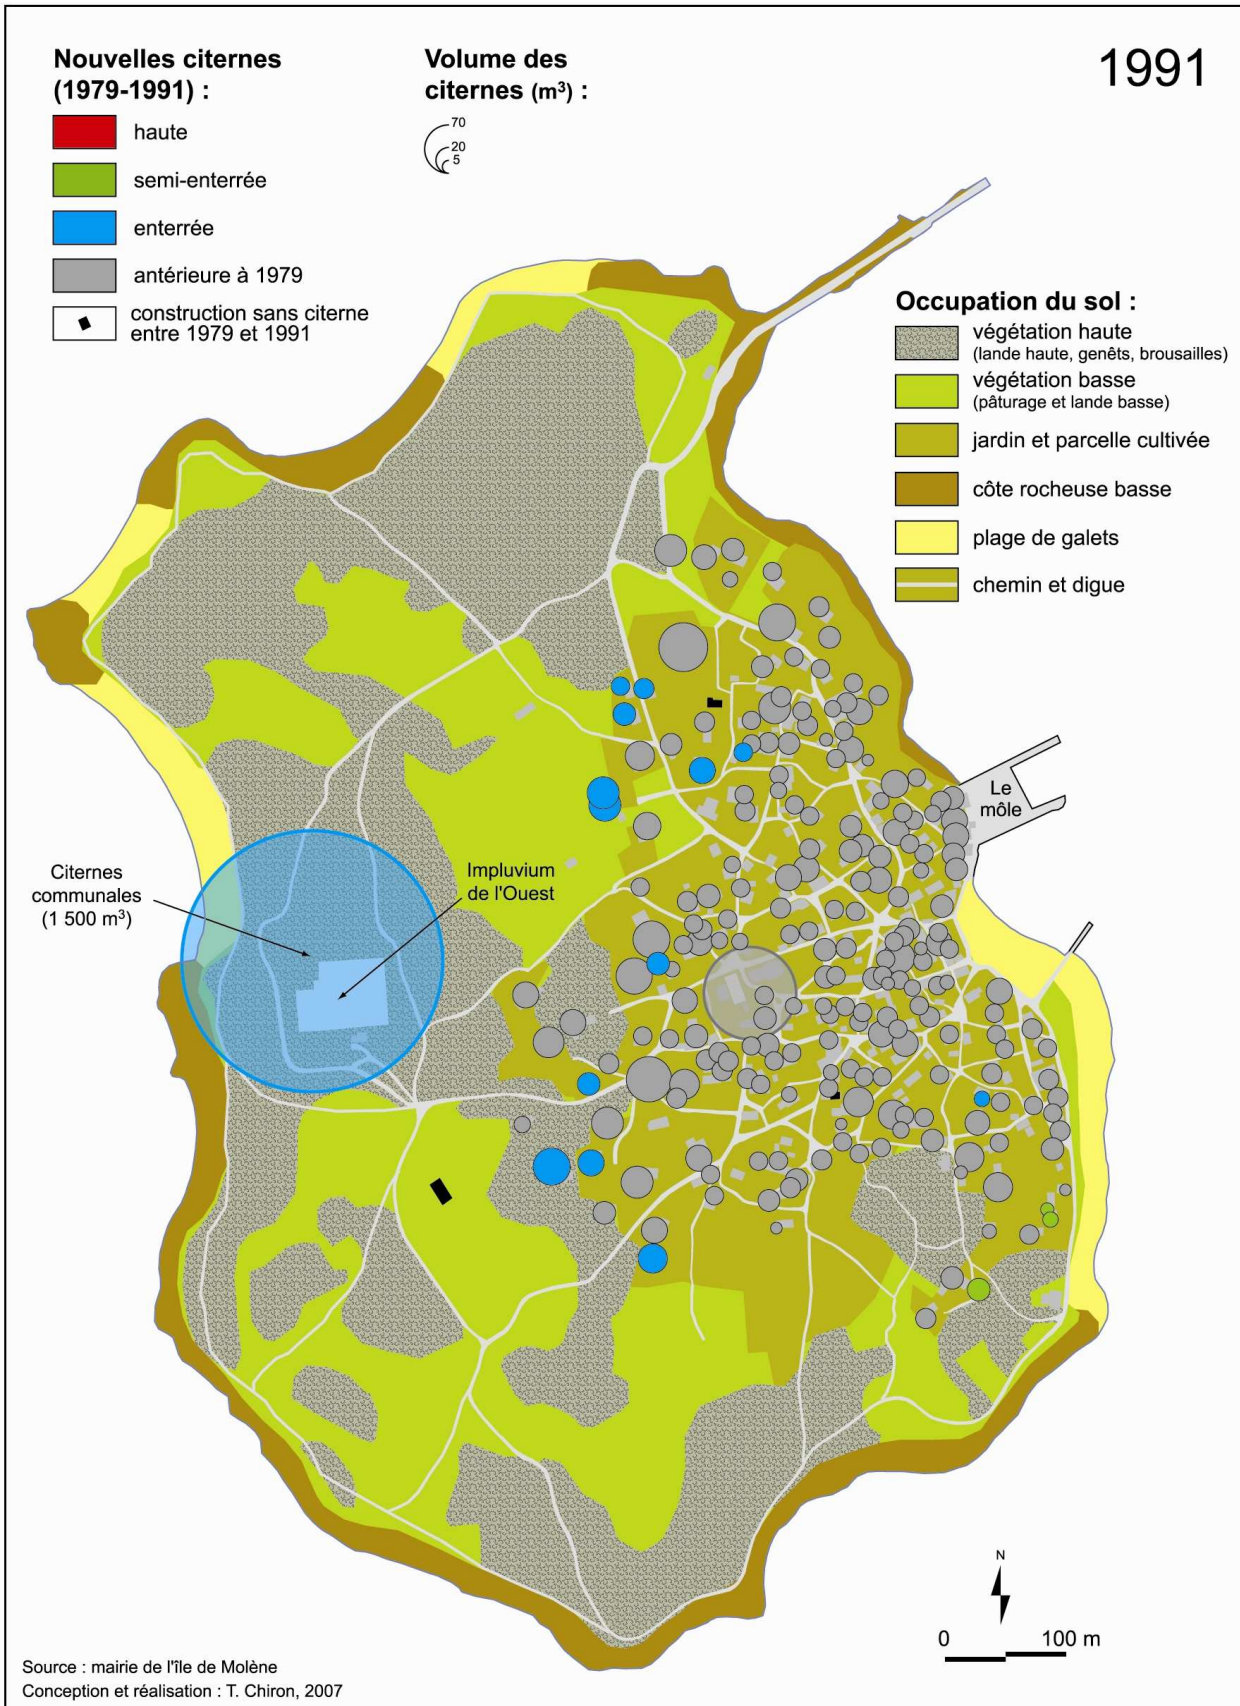 Nouvelles citernes
(1979-1991) :
haute
semi-enterrée
enterrée
antérieure à 1979
construction sans citerne
entre 1979 et 1991
Volume des
citernes (m³) :
70
20
5
1991
Occupation du sol :
végétation haute
(lande haute, genêts, brousailles)
végétation basse
(pâturage et lande basse)
jardin et parcelle cultivée
côte rocheuse basse
plage de galets
chemin et digue
Le
môle
Citernes
communales
(1 500 m³)
Impluvium
de l'Ouest
N
0 100 m
Source : mairie de l'île de Molène
Conception et réalisation : T. Chiron, 2007